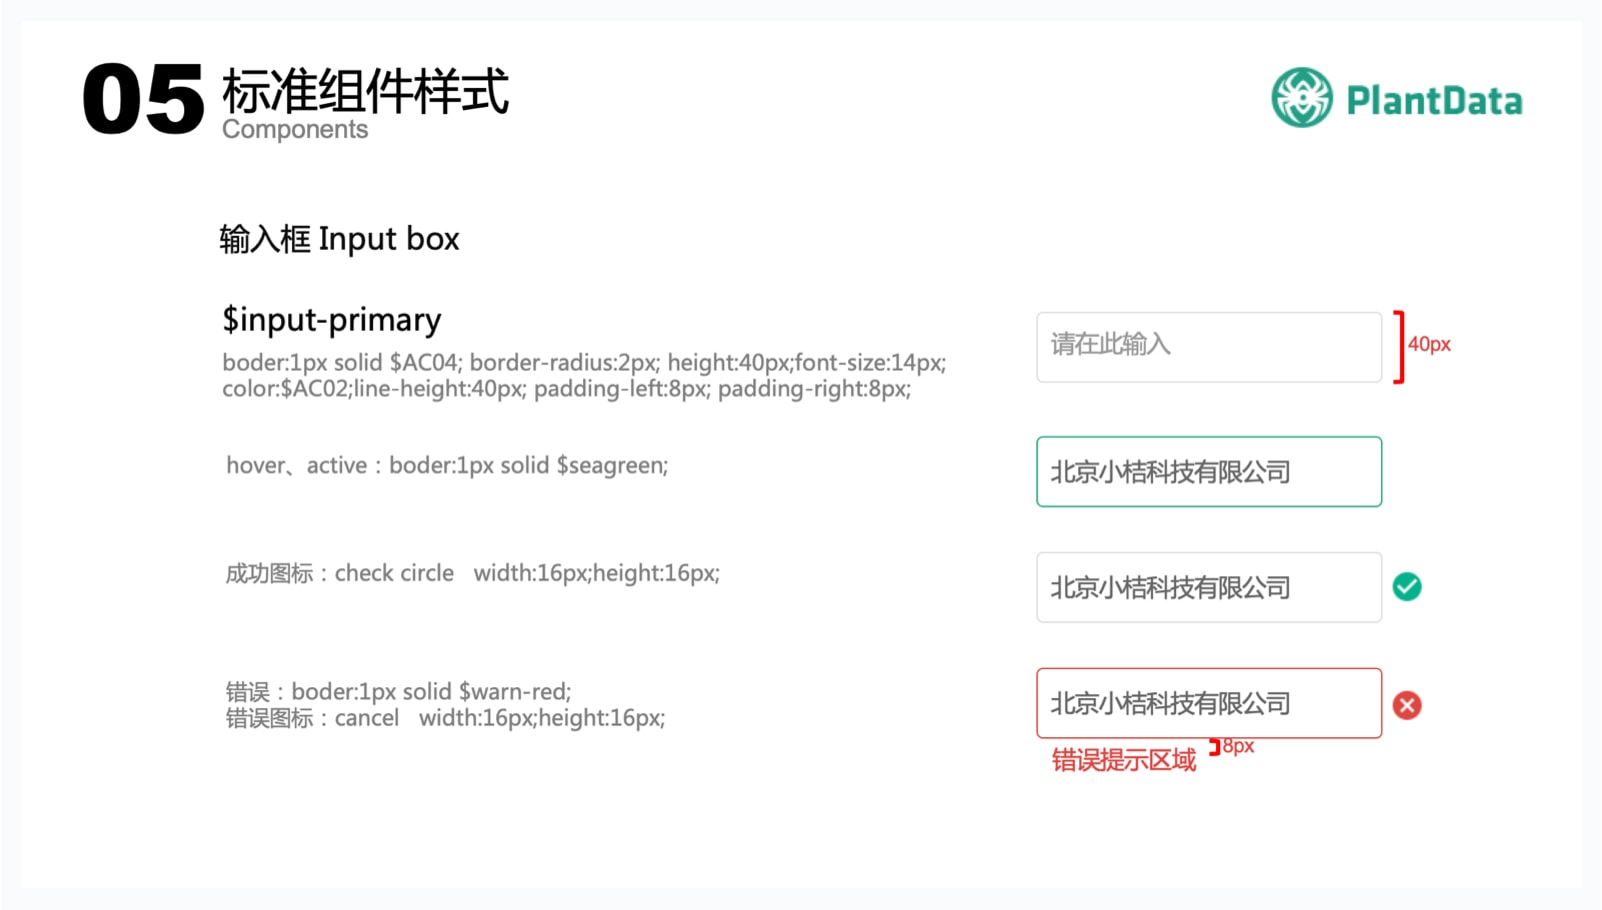 05 标准组件样式
Components
PlantData
输入框 Input box
$input-primary
boder:1px solid $AC04; border-radius:2px; height:40px;font-size:14px;
color:$AC02;line-height:40px; padding-left:8px; padding-right:8px;
请在此输入
40px
hover、active：boder:1px solid $seagreen;
北京小桔科技有限公司
成功图标：check circle width:16px;height:16px;
北京小桔科技有限公司
错误：boder:1px solid $warn-red;
错误图标：cancel width:16px;height:16px;
北京小桔科技有限公司
8px
错误提示区域